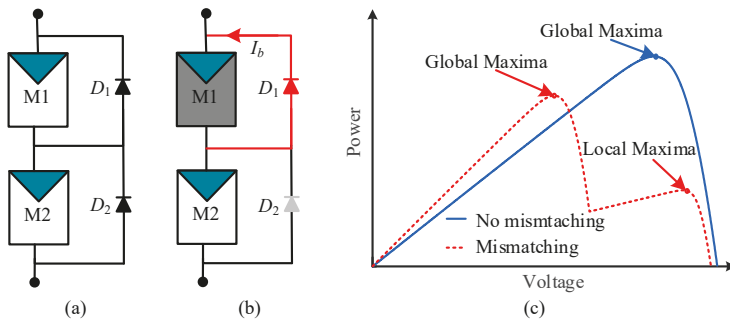 M1
D1
M2
D2
(a)
Ib
M1
D1
M2
D2
(b)
Power
Global Maxima
Global Maxima
Local Maxima
No mismtaching
Mismatching
Voltage
(c)